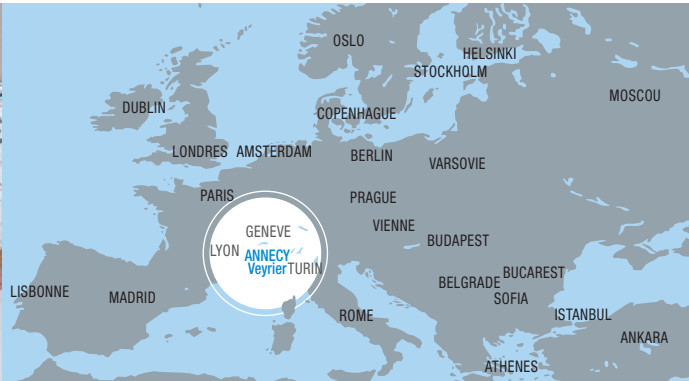 OSLO
HELSINKI
STOCKHOLM
MOSCOU
DUBLIN
COPENHAGUE
LONDRES AMSTERDAM
BERLIN
VARSOVIE
PARIS
PRAGUE
GENEVE
VIENNE
BUDAPEST
LYON
ANNECY
Veyrier
TURIN
BELGRADE
BUCAREST
SOFIA
LISBONNE
MADRID
ROME
ISTANBUL
ANKARA
ATHENES